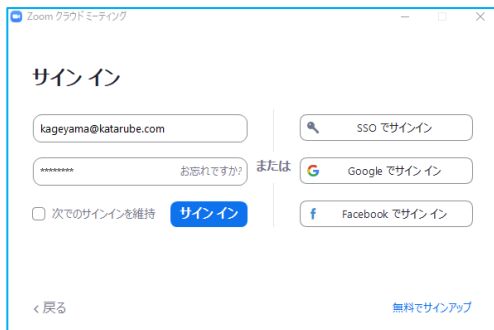 Zoom クラウドミーティング
サイン イン
kageyama@katarube.com
******** お忘れですか?
次でのサインインを維持 サイン イン
または
SSO でサインイン
Google でサイン イン
Facebook でサイン イン
戻る
無料でサインアップ